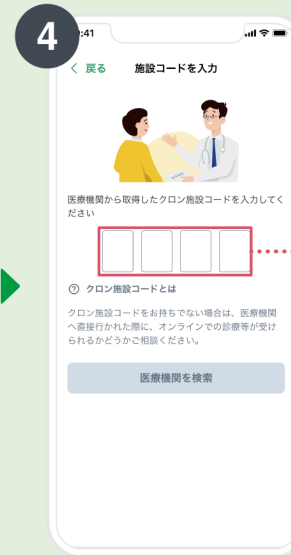 4
:41
戻る 施設コードを入力
医療機関から取得したクロン施設コードを入力してく
ださい
? クロン施設コードとは
クロン施設コードをお持ちでない場合は、医療機関
へ直接行かれた際に、オンラインでの診療等が受け
られるかどうかご相談ください。
医療機関を検索